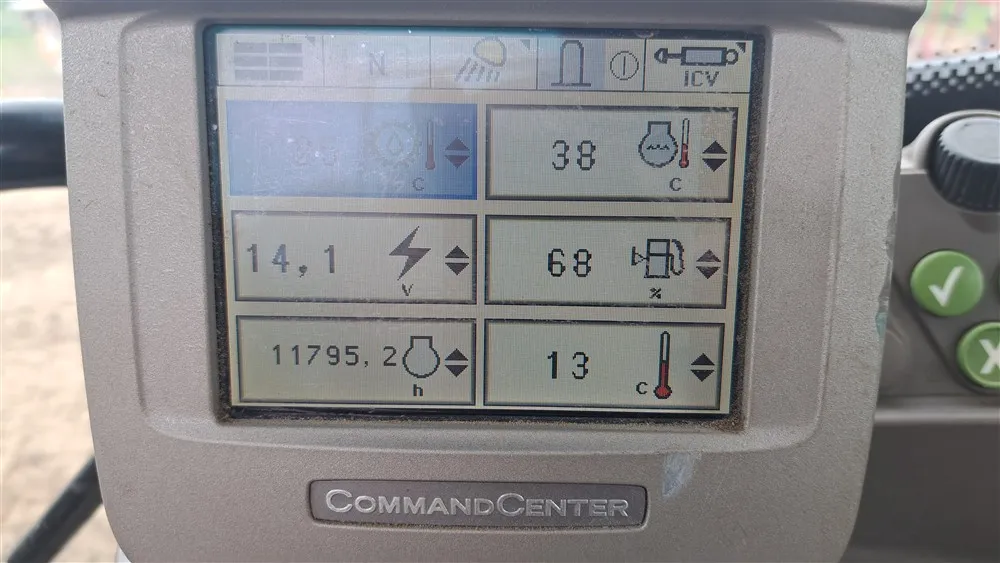 N
ICV
C
38
C
14,1
V
68
%
11795,2
h
13
C
COMMANDCENTER